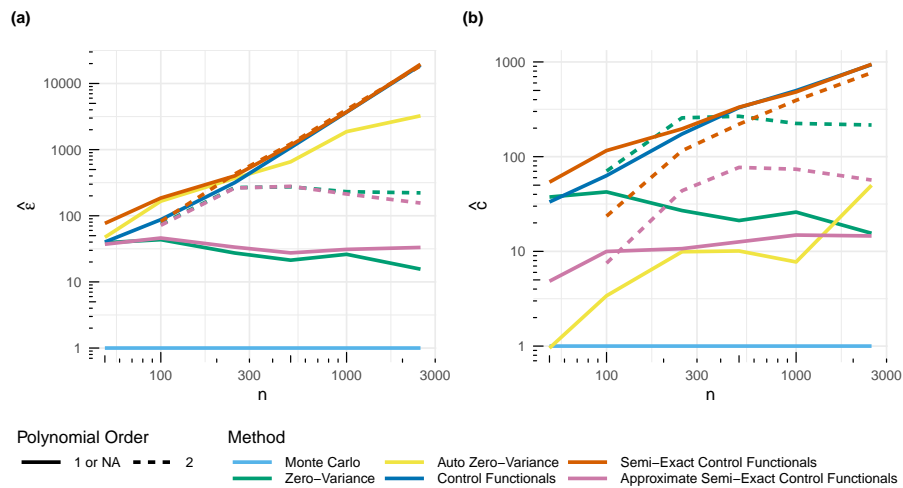 (a)
(b)
ε̂
10000
1000
100
10
1
100
300
1000
3000
n
ĉ
1000
100
10
1
100
300
1000
3000
n
Polynomial Order
1 or NA
2
Method
Monte Carlo
Auto Zero−Variance
Semi−Exact Control Functionals
Zero−Variance
Control Functionals
Approximate Semi−Exact Control Functionals